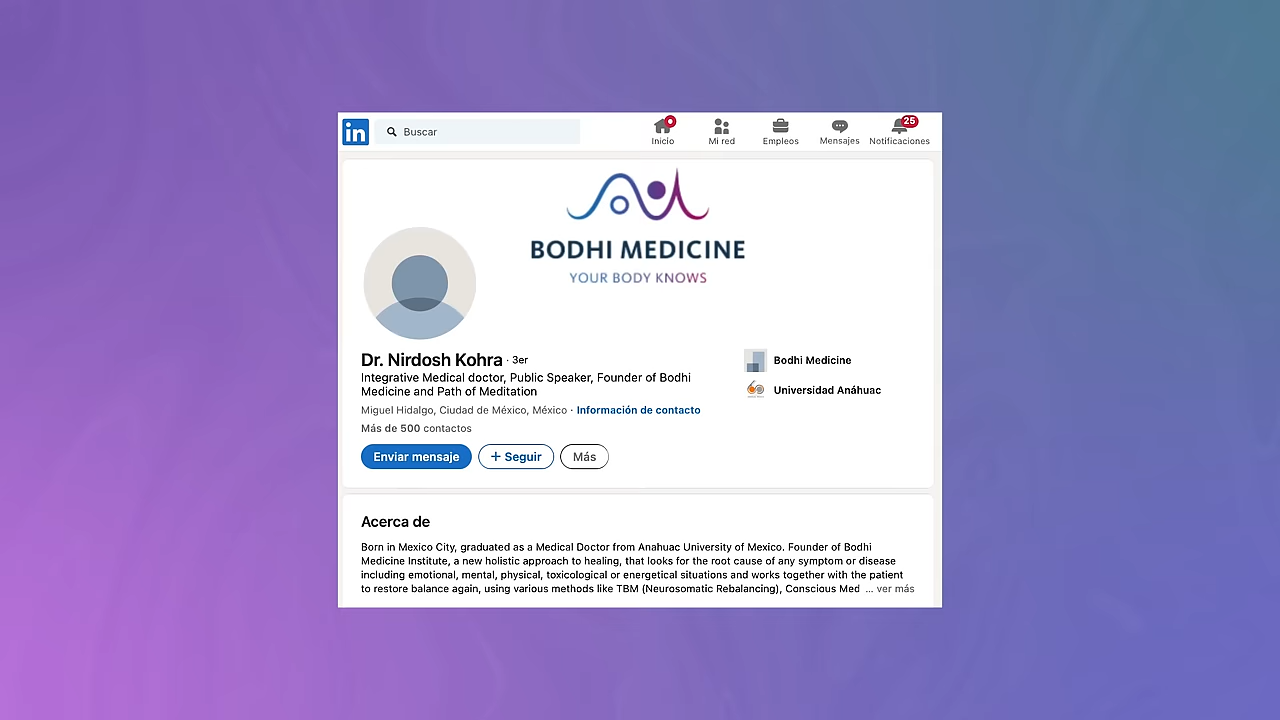 in
Buscar
Inicio
Mi red
Empleos
Mensajes
25
Notificaciones
BODHI MEDICINE
YOUR BODY KNOWS
Dr. Nirdosh Kohra · 3er
Integrative Medical doctor, Public Speaker, Founder of Bodhi
Medicine and Path of Meditation
Miguel Hidalgo, Ciudad de México, México · Información de contacto
Más de 500 contactos
Enviar mensaje
+ Seguir
Más
Bodhi Medicine
Universidad Anáhuac
Acerca de
Born in Mexico City, graduated as a Medical Doctor from Anahuac University of Mexico. Founder of Bodhi
Medicine Institute, a new holistic approach to healing, that looks for the root cause of any symptom or disease
including emotional, mental, physical, toxicological or energetical situations and works together with the patient
to restore balance again, using various methods like TBM (Neurosomatic Rebalancing), Conscious Med ... ver más